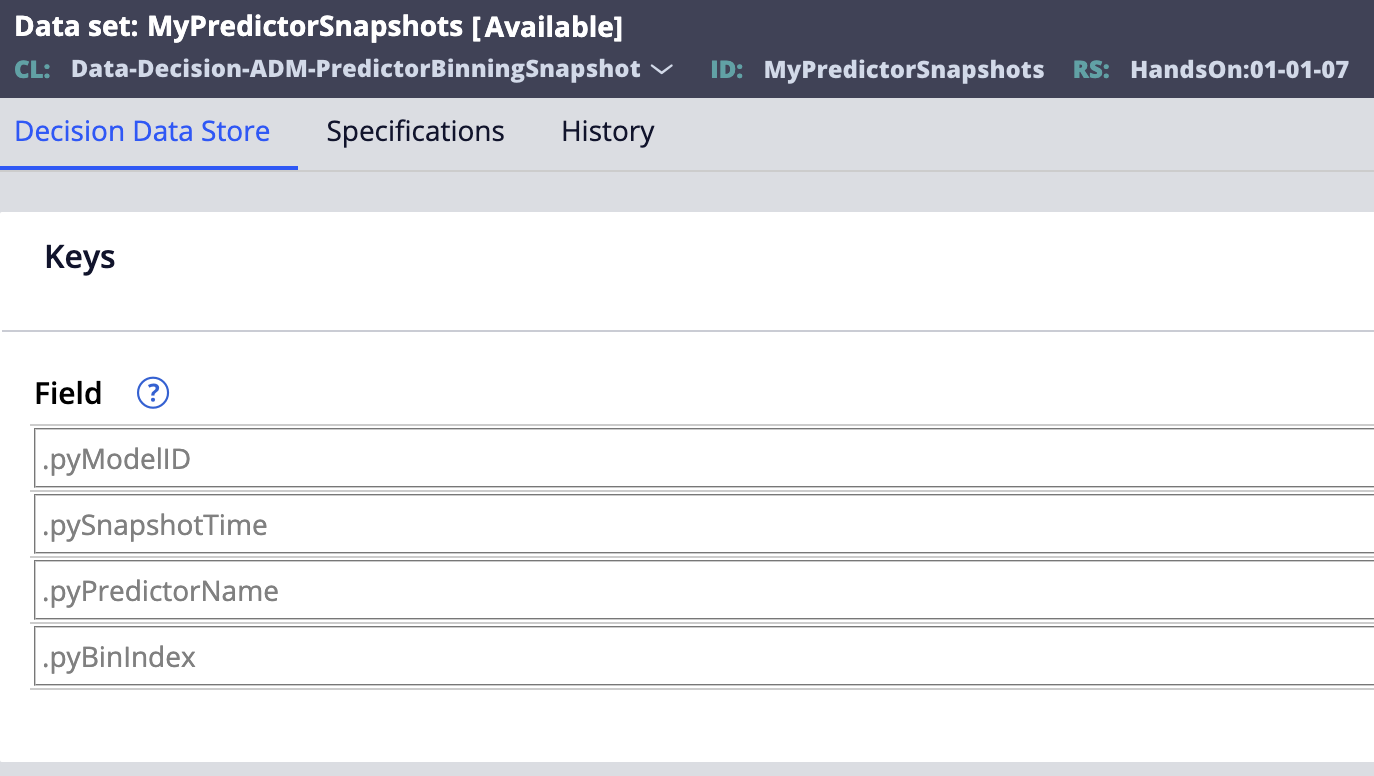 Data set: MyPredictorSnapshots [Available]
CL: Data-Decision-ADM-PredictorBinningSnapshot ID: MyPredictorSnapshots RS: HandsOn:01-01-07
Decision Data Store Specifications History
Keys
Field ?
.pyModelID
.pySnapshotTime
.pyPredictorName
.pyBinIndex